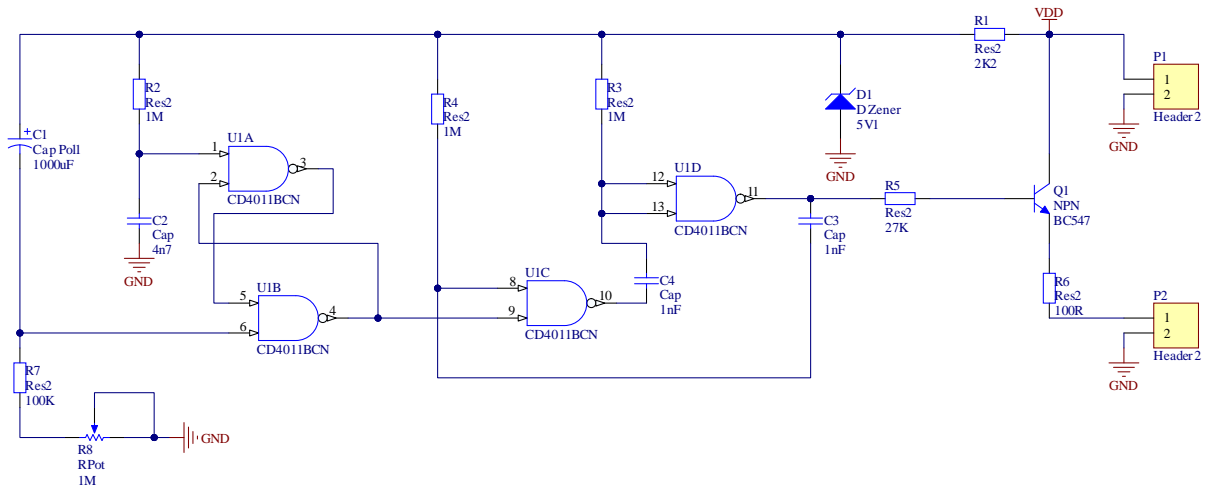 R1
Res2
2K2
VDD
P1
1
2
Header 2
GND
R2
Res2
1M
R4
Res2
1M
R3
Res2
1M
D1
D Zener
5V1
GND
C1
Cap Poll
1000uF
+
U1A
1
2
3
CD4011BCN
U1D
12
13
11
CD4011BCN
R5
Res2
27K
Q1
NPN
BC547
C2
Cap
4n7
GND
C3
Cap
1nF
U1B
5
6
4
CD4011BCN
U1C
8
9
10
CD4011BCN
C4
Cap
1nF
R6
Res2
100R
P2
1
2
Header 2
GND
R7
Res2
100K
R8
RPot
1M
GND